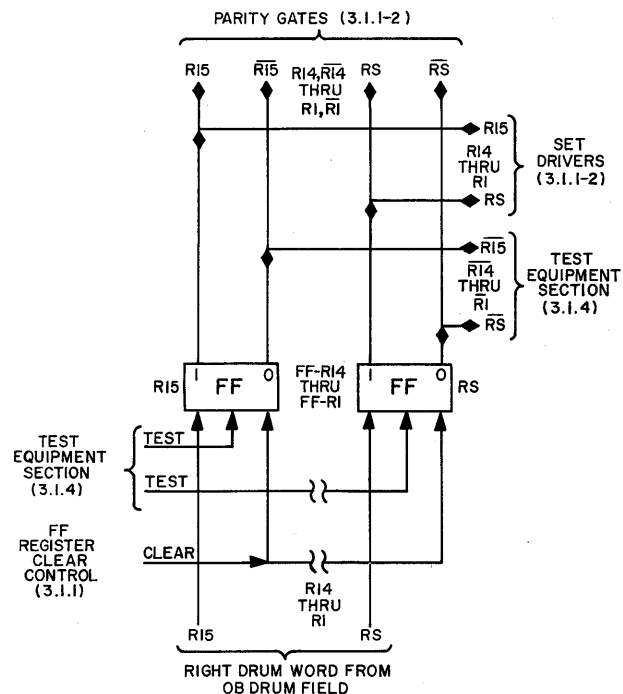 PARITY GATES (3.1.1-2)
R15
R̅1̅5̅
R14, R̅1̅4̅
THRU
R1, R̅1̅
RS
R̅S̅
R15
R14
THRU
R1
RS
SET
DRIVERS
(3.1.1-2)
R̅1̅5̅
R̅1̅4̅
THRU
R̅1
R̅S̅
TEST
EQUIPMENT
SECTION
(3.1.4)
R15
1
FF
0
FF-R14
THRU
FF-R1
1
FF
0
RS
TEST
EQUIPMENT
SECTION
(3.1.4)
TEST
TEST
FF
REGISTER
CLEAR
CONTROL
(3.1.1)
CLEAR
R14
THRU
R1
R15
RS
RIGHT DRUM WORD FROM
OB DRUM FIELD